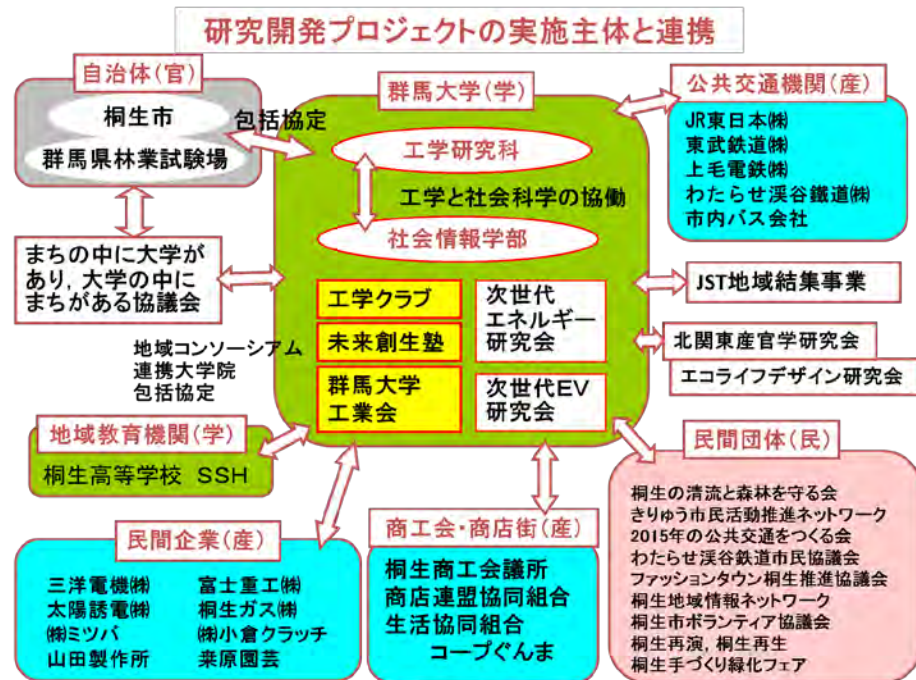 研究開発プロジェクトの実施主体と連携
自治体(官)
桐生市
群馬県林業試験場
包括協定
群馬大学(学)
工学研究科
工学と社会科学の協働
社会情報学部
工学クラブ
未来創生塾
群馬大学
工業会
次世代
エネルギー
研究会
次世代EV
研究会
公共交通機関(産)
JR東日本㈱
東武鉄道㈱
上毛電鉄㈱
わたらせ渓谷鐵道㈱
市内バス会社
まちの中に大学が
あり,大学の中に
まちがある協議会
JST地域結集事業
北関東産官学研究会
エコライフデザイン研究会
地域コンソーシアム
連携大学院
包括協定
地域教育機関(学)
桐生高等学校 SSH
民間企業(産)
三洋電機㈱
太陽誘電㈱
㈱ミツバ
山田製作所
富士重工㈱
桐生ガス㈱
㈱小倉クラッチ
来原園芸
商工会・商店街(産)
桐生商工会議所
商店連盟協同組合
生活協同組合
コープぐんま
民間団体(民)
桐生の清流と森林を守る会
きりゅう市民活動推進ネットワーク
2015年の公共交通をつくる会
わたらせ渓谷鉄道市民協議会
ファッションタウン桐生推進協議会
桐生地域情報ネットワーク
桐生市ボランティア協議会
桐生再演,桐生再生
桐生手づくり緑化フェア